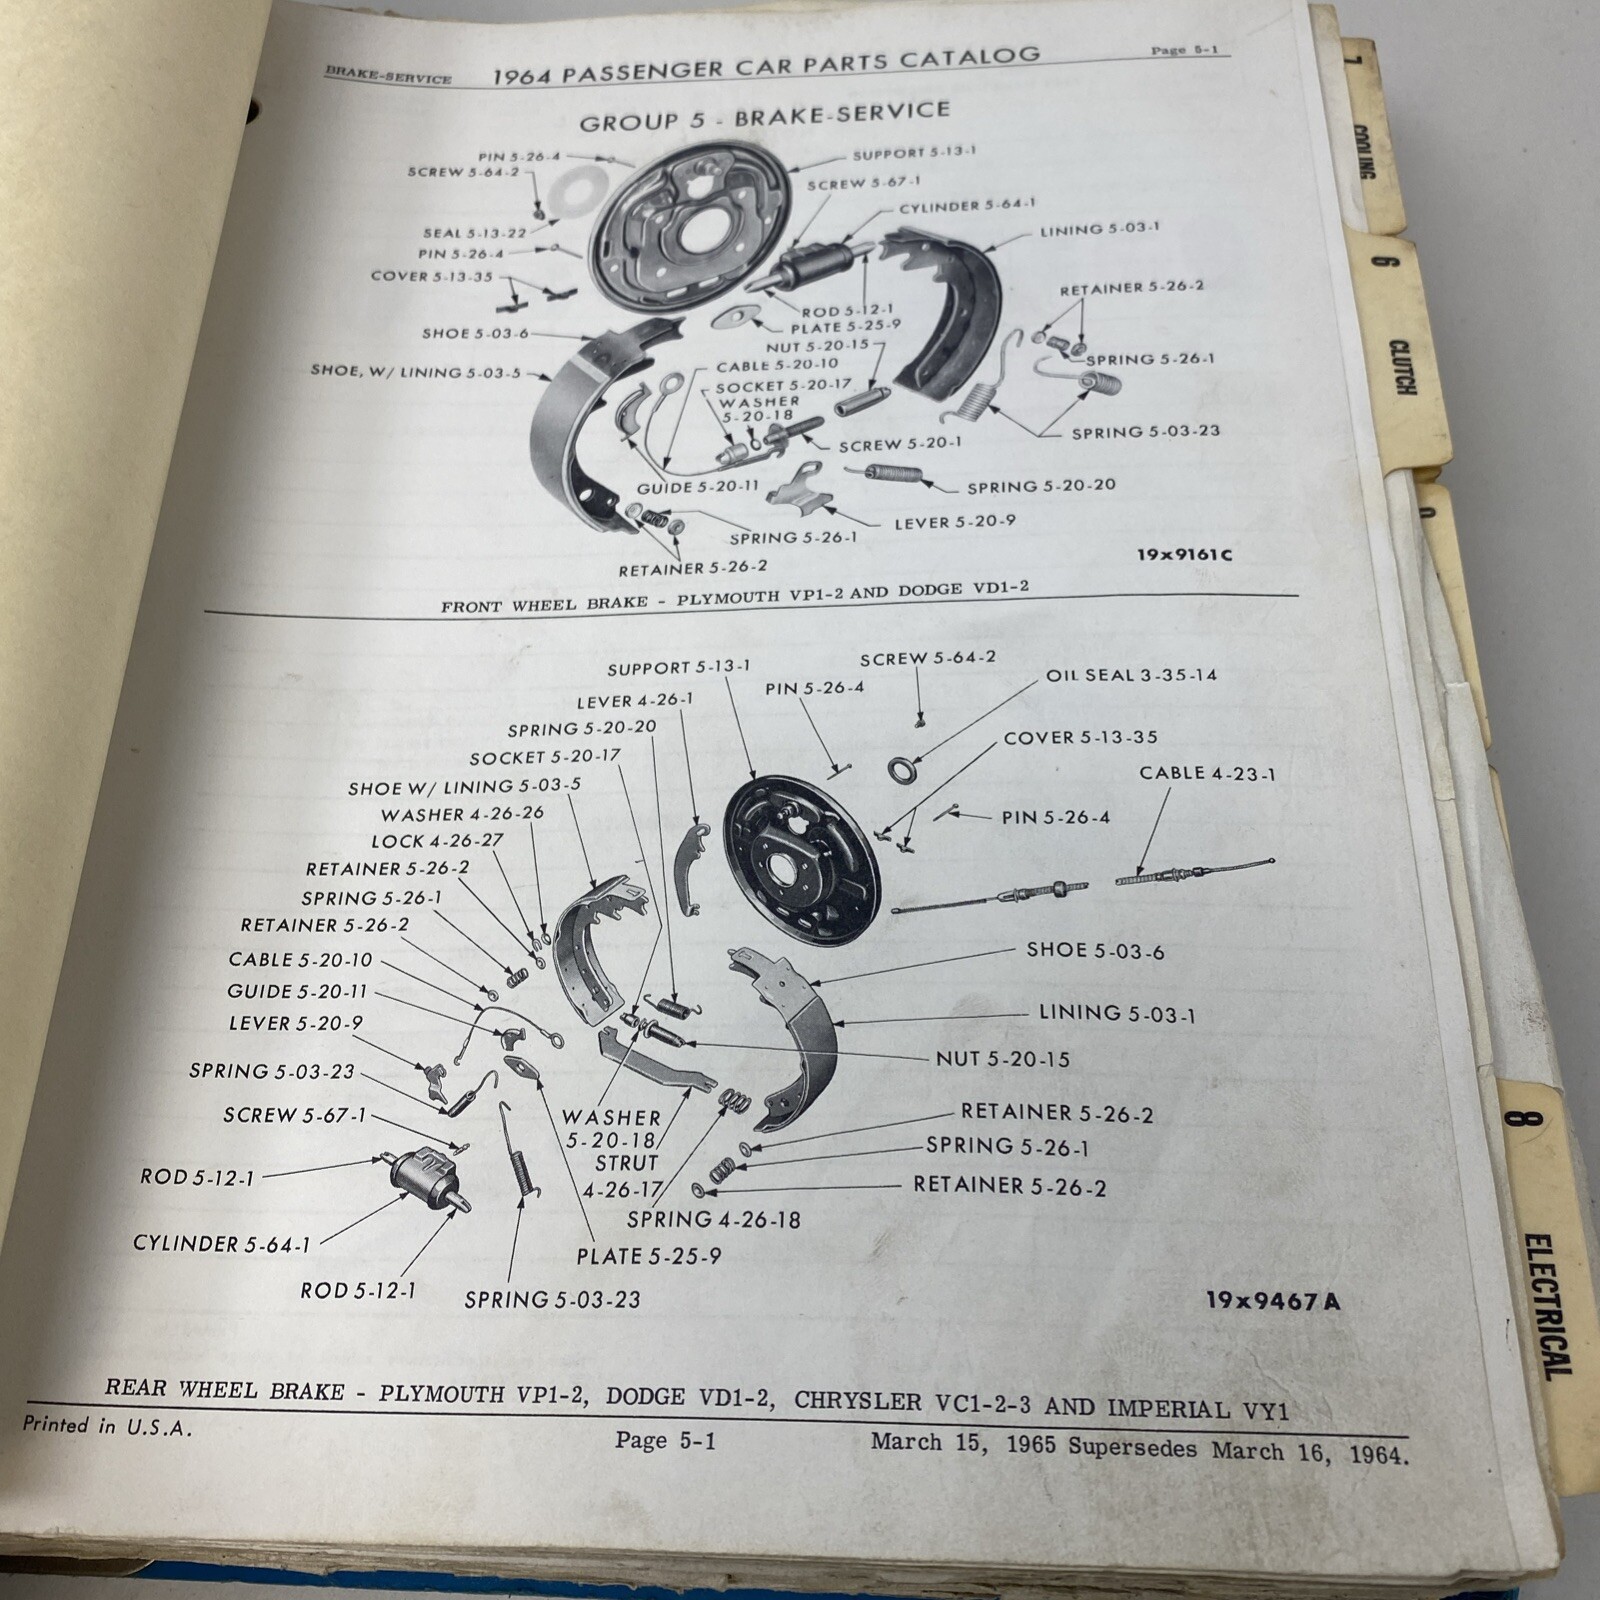 BRAKE-SERVICE 1964 PASSENGER CAR PARTS CATALOG Page 5-1
GROUP 5 - BRAKE-SERVICE
PIN 5-26-4
SCREW 5-64-2
SEAL 5-13-22
PIN 5-26-4
COVER 5-13-35
SHOE 5-03-6
SHOE, W/ LINING 5-03-5
SUPPORT 5-13-1
SCREW 5-67-1
CYLINDER 5-64-1
LINING 5-03-1
RETAINER 5-26-2
ROD 5-12-1
PLATE 5-25-9
NUT 5-20-15
CABLE 5-20-10
SOCKET 5-20-17
WASHER
5-20-18
SPRING 5-26-1
SPRING 5-03-23
SCREW 5-20-1
GUIDE 5-20-11
SPRING 5-20-20
LEVER 5-20-9
SPRING 5-26-1
RETAINER 5-26-2
19x9161C
FRONT WHEEL BRAKE - PLYMOUTH VP1-2 AND DODGE VD1-2
SUPPORT 5-13-1
SCREW 5-64-2
PIN 5-26-4
OIL SEAL 3-35-14
LEVER 4-26-1
SPRING 5-20-20
COVER 5-13-35
SOCKET 5-20-17
CABLE 4-23-1
SHOE W/ LINING 5-03-5
WASHER 4-26-26
PIN 5-26-4
LOCK 4-26-27
RETAINER 5-26-2
SPRING 5-26-1
RETAINER 5-26-2
CABLE 5-20-10
SHOE 5-03-6
GUIDE 5-20-11
LINING 5-03-1
LEVER 5-20-9
NUT 5-20-15
SPRING 5-03-23
SCREW 5-67-1
WASHER
5-20-18
STRUT
4-26-17
RETAINER 5-26-2
SPRING 5-26-1
RETAINER 5-26-2
ROD 5-12-1
SPRING 4-26-18
CYLINDER 5-64-1
PLATE 5-25-9
ROD 5-12-1
SPRING 5-03-23
19x9467A
REAR WHEEL BRAKE - PLYMOUTH VP1-2, DODGE VD1-2, CHRYSLER VC1-2-3 AND IMPERIAL VY1
Printed in U.S.A. Page 5-1 March 15, 1965 Supersedes March 16, 1964.
7
COOLING
6
CLUTCH
8
ELECTRICAL